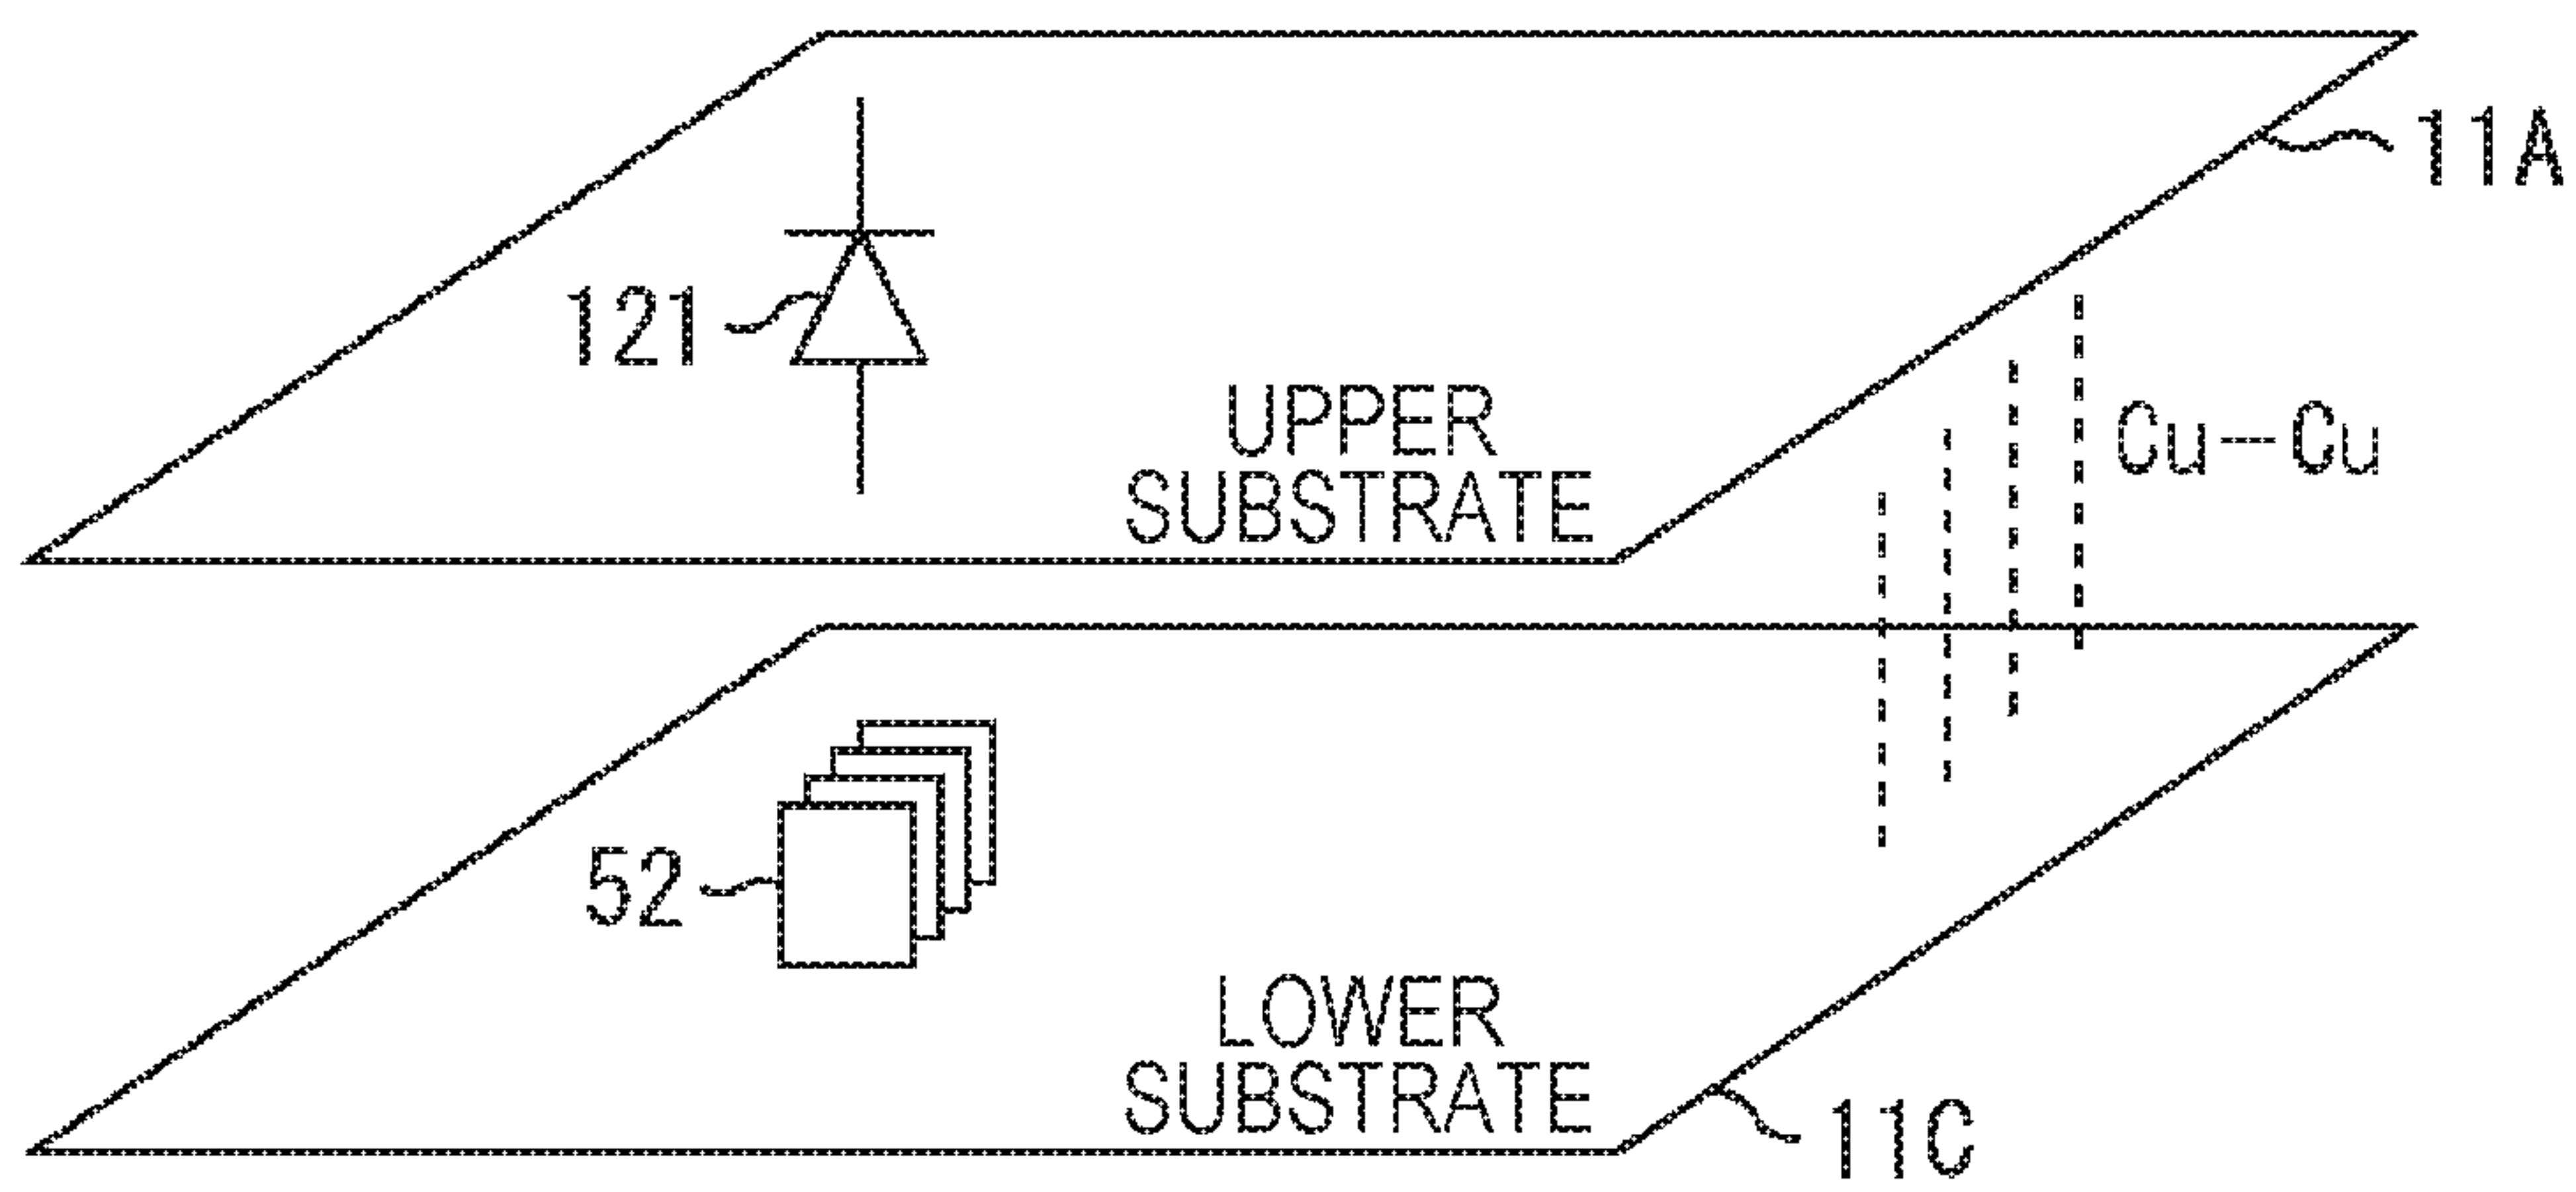 11A
121
UPPER
SUBSTRATE
Cu--Cu
52
LOWER
SUBSTRATE
11C